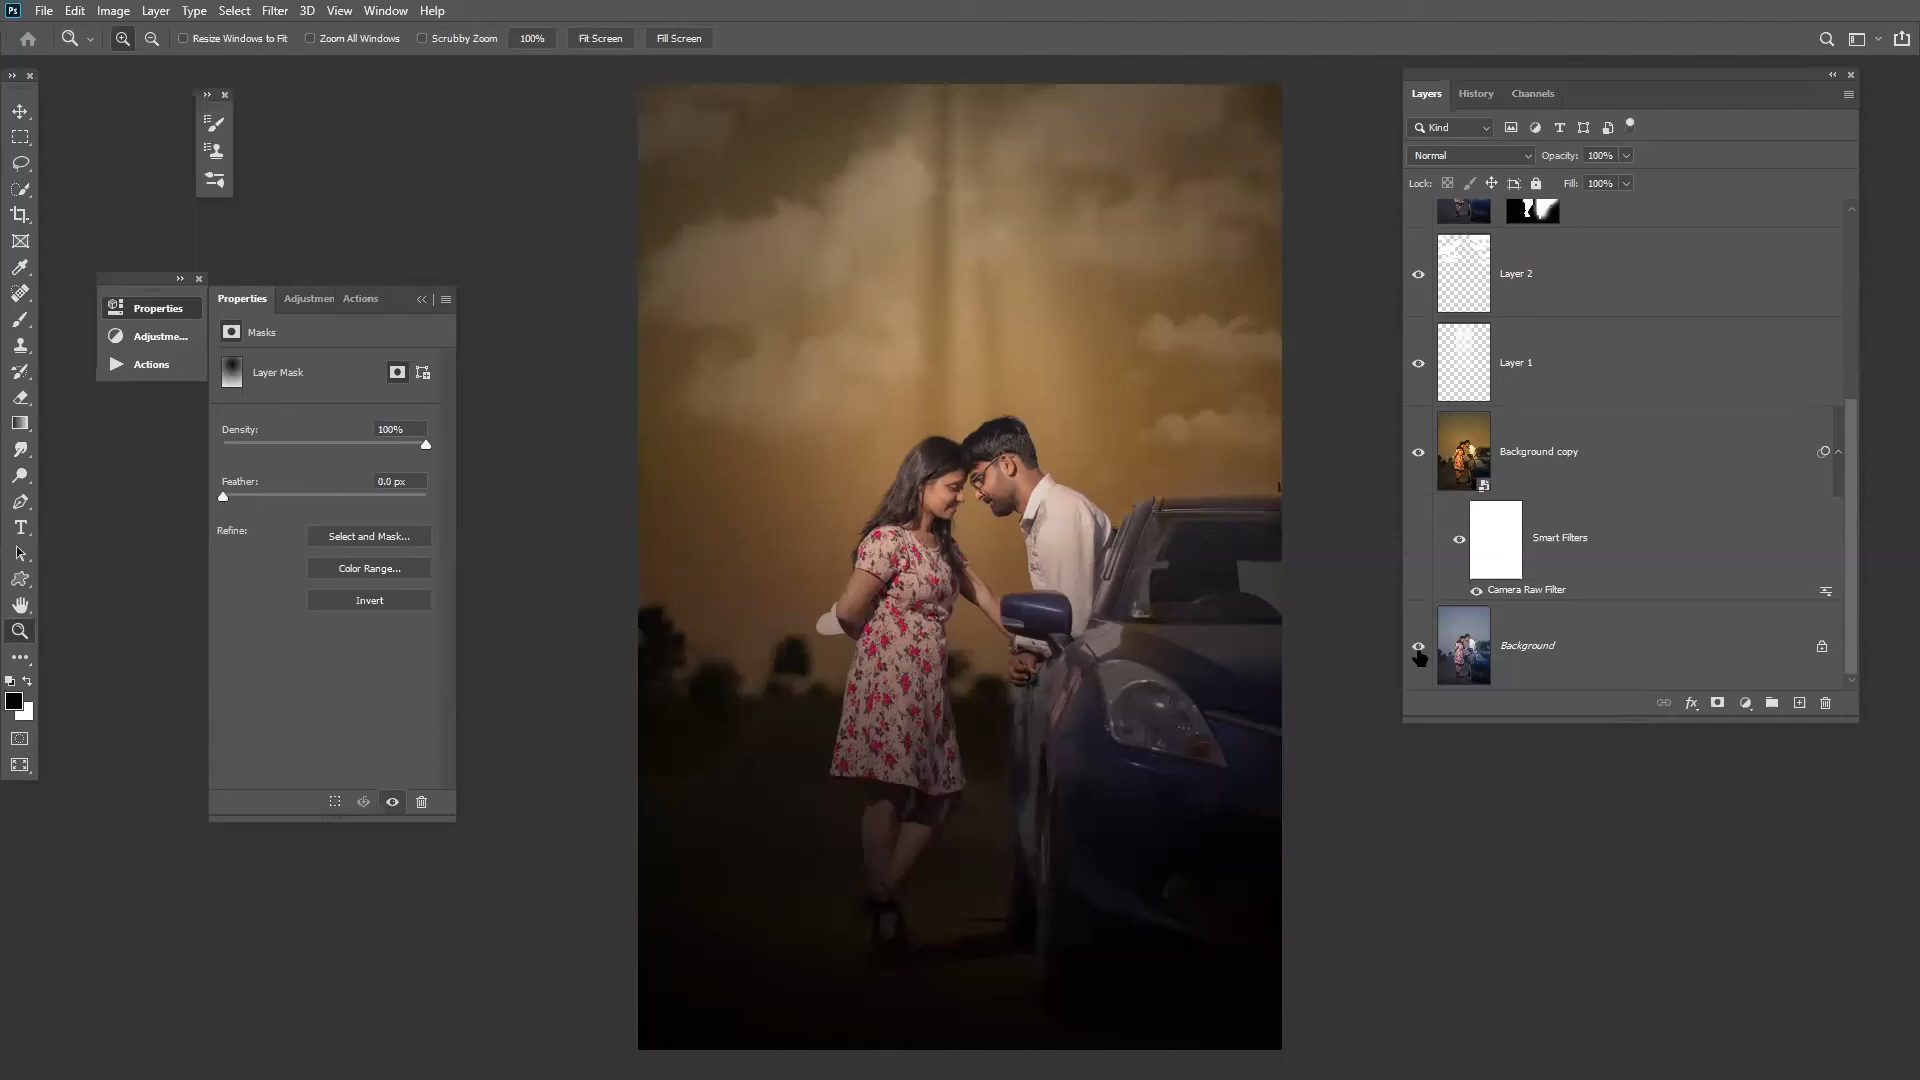 Ps File Edit Image Layer Type Select Filter 3D View Window Help
Resize Windows to Fit Zoom All Windows Scrubby Zoom 100% Fit Screen Fill Screen
Layers History Channels
Kind
Normal Opacity: 100%
Lock: Fill: 100%
Layer 2
Layer 1
Background copy
Smart Filters
Camera Raw Filter
Background
Properties
Adjustme...
Actions
Properties Adjustmen Actions
Masks
Layer Mask
Density: 100%
Feather: 0.0 px
Refine: Select and Mask...
Color Range...
Invert